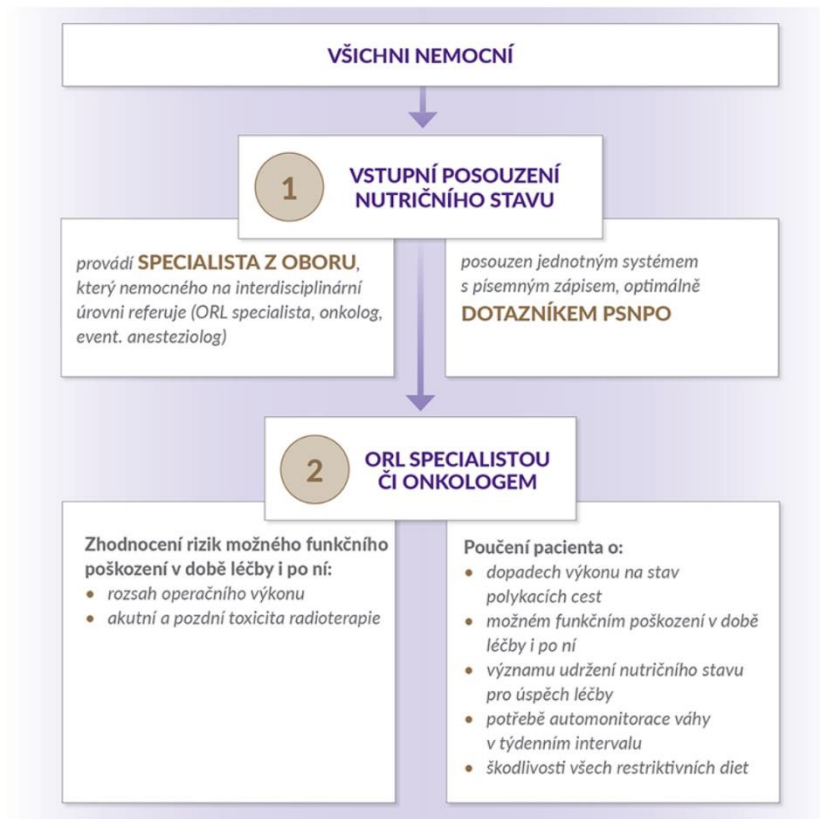 VŠICHNI NEMOCNÍ
1
VSTUPNÍ POSOUZENÍ
NUTRIČNÍHO STAVU
provádí SPECIALISTA Z OBORU,
který nemocného na interdisciplinární
úrovni referuje (ORL specialista, onkolog,
event. anesteziolog)
posouzen jednotným systémem
s písemným zápisem, optimálně
DOTAZNÍKEM PSNPO
2
ORL SPECIALISTOU
ČI ONKOLOGEM
Zhodnocení rizik možného funkčního
poškození v době léčby i po ní:
• rozsah operačního výkonu
• akutní a pozdní toxicita radioterapie
Poučení pacienta o:
• dopadech výkonu na stav
polykacích cest
• možném funkčním poškození v době
léčby i po ní
• významu udržení nutričního stavu
pro úspěch léčby
• potřebě automonitorace váhy
v týdenním intervalu
• škodlivosti všech restriktivních diet